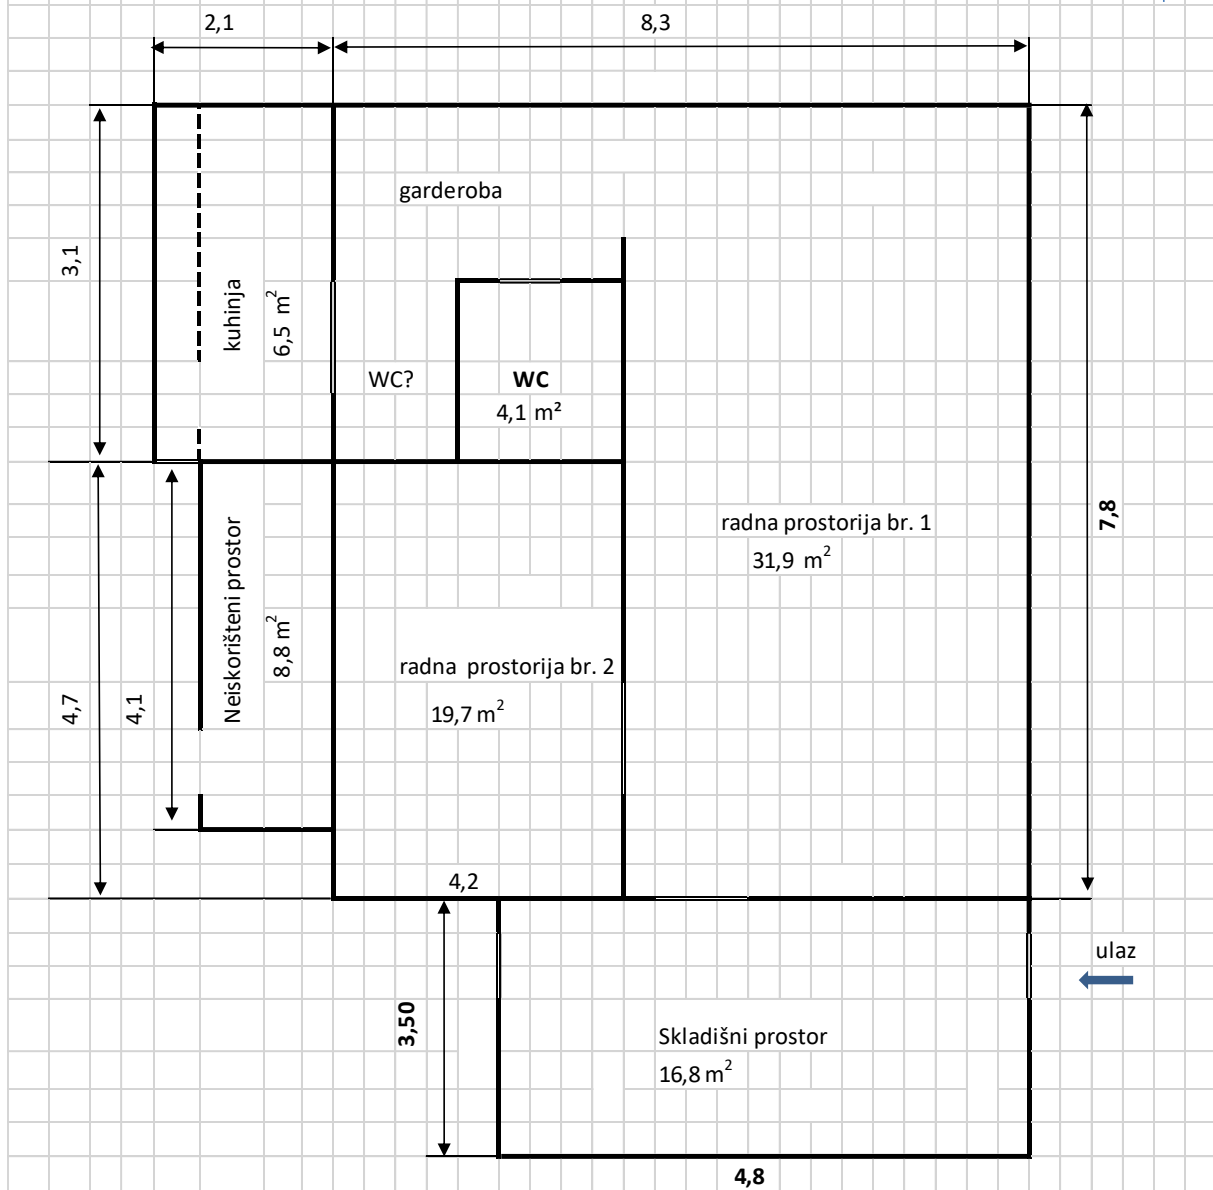 2,1
8,3
garderoba
3,1
kuhinja
6,5 m²
WC?
WC
4,1 m²
7,8
radna prostorija br. 1
31,9 m²
Neiskorišteni prostor
8,8 m²
radna prostorija br. 2
19,7 m²
4,7
4,1
4,2
ulaz
3,50
Skladišni prostor
16,8 m²
4,8